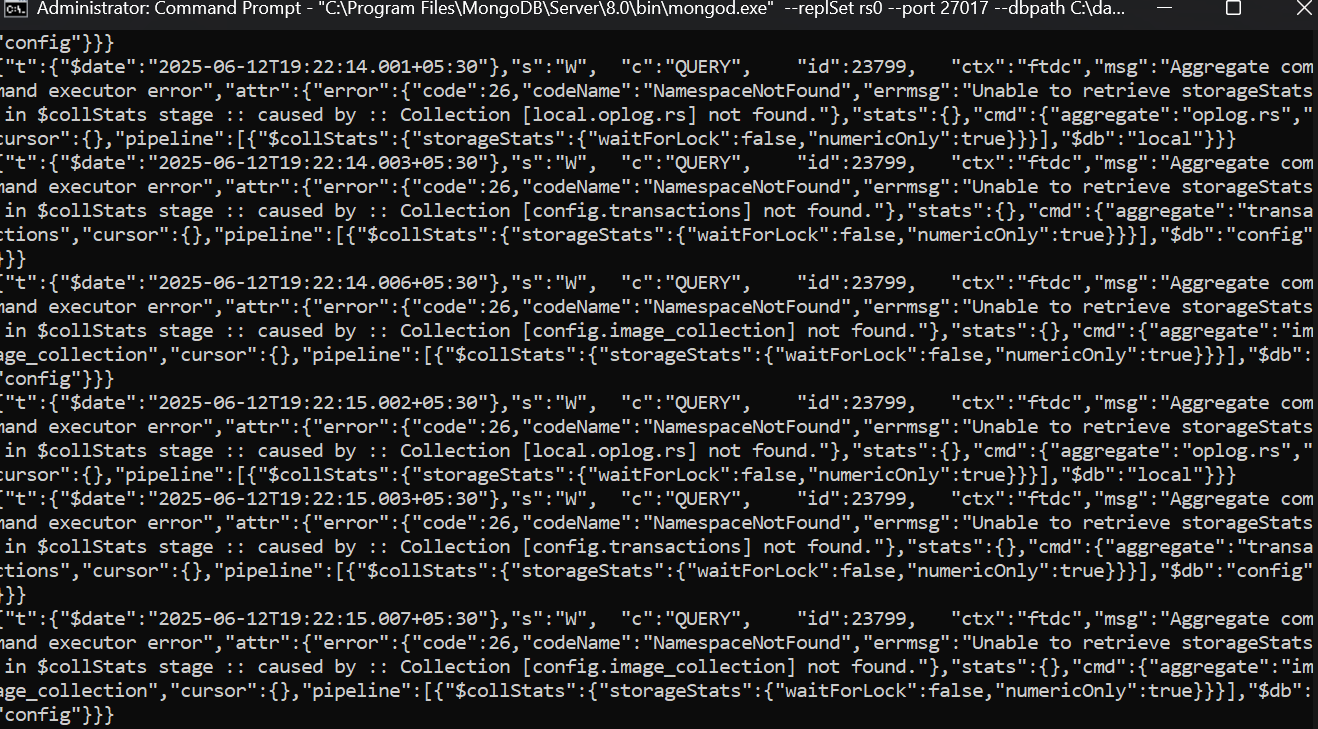 Administrator: Command Prompt - "C:\Program Files\MongoDB\Server\8.0\bin\mongod.exe" --replSet rs0 --port 27017 --dbpath C:\da...
"config"}}}
{"t":{"$date":"2025-06-12T19:22:14.001+05:30"},"s":"W",  "c":"QUERY",    "id":23799,   "ctx":"ftdc","msg":"Aggregate com
mand executor error","attr":{"error":{"code":26,"codeName":"NamespaceNotFound","errmsg":"Unable to retrieve storageStats
 in $collStats stage :: caused by :: Collection [local.oplog.rs] not found."},"stats":{},"cmd":{"aggregate":"oplog.rs","
cursor":{},"pipeline":[{"$collStats":{"storageStats":{"waitForLock":false,"numericOnly":true}}}],"$db":"local"}}}
{"t":{"$date":"2025-06-12T19:22:14.003+05:30"},"s":"W",  "c":"QUERY",    "id":23799,   "ctx":"ftdc","msg":"Aggregate com
mand executor error","attr":{"error":{"code":26,"codeName":"NamespaceNotFound","errmsg":"Unable to retrieve storageStats
 in $collStats stage :: caused by :: Collection [config.transactions] not found."},"stats":{},"cmd":{"aggregate":"transa
ctions","cursor":{},"pipeline":[{"$collStats":{"storageStats":{"waitForLock":false,"numericOnly":true}}}],"$db":"config"
}}}
{"t":{"$date":"2025-06-12T19:22:14.006+05:30"},"s":"W",  "c":"QUERY",    "id":23799,   "ctx":"ftdc","msg":"Aggregate com
mand executor error","attr":{"error":{"code":26,"codeName":"NamespaceNotFound","errmsg":"Unable to retrieve storageStats
 in $collStats stage :: caused by :: Collection [config.image_collection] not found."},"stats":{},"cmd":{"aggregate":"im
age_collection","cursor":{},"pipeline":[{"$collStats":{"storageStats":{"waitForLock":false,"numericOnly":true}}}],"$db":
"config"}}}
{"t":{"$date":"2025-06-12T19:22:15.002+05:30"},"s":"W",  "c":"QUERY",    "id":23799,   "ctx":"ftdc","msg":"Aggregate com
mand executor error","attr":{"error":{"code":26,"codeName":"NamespaceNotFound","errmsg":"Unable to retrieve storageStats
 in $collStats stage :: caused by :: Collection [local.oplog.rs] not found."},"stats":{},"cmd":{"aggregate":"oplog.rs","
cursor":{},"pipeline":[{"$collStats":{"storageStats":{"waitForLock":false,"numericOnly":true}}}],"$db":"local"}}}
{"t":{"$date":"2025-06-12T19:22:15.003+05:30"},"s":"W",  "c":"QUERY",    "id":23799,   "ctx":"ftdc","msg":"Aggregate com
mand executor error","attr":{"error":{"code":26,"codeName":"NamespaceNotFound","errmsg":"Unable to retrieve storageStats
 in $collStats stage :: caused by :: Collection [config.transactions] not found."},"stats":{},"cmd":{"aggregate":"transa
ctions","cursor":{},"pipeline":[{"$collStats":{"storageStats":{"waitForLock":false,"numericOnly":true}}}],"$db":"config"
}}}
{"t":{"$date":"2025-06-12T19:22:15.007+05:30"},"s":"W",  "c":"QUERY",    "id":23799,   "ctx":"ftdc","msg":"Aggregate com
mand executor error","attr":{"error":{"code":26,"codeName":"NamespaceNotFound","errmsg":"Unable to retrieve storageStats
 in $collStats stage :: caused by :: Collection [config.image_collection] not found."},"stats":{},"cmd":{"aggregate":"im
age_collection","cursor":{},"pipeline":[{"$collStats":{"storageStats":{"waitForLock":false,"numericOnly":true}}}],"$db":
"config"}}}